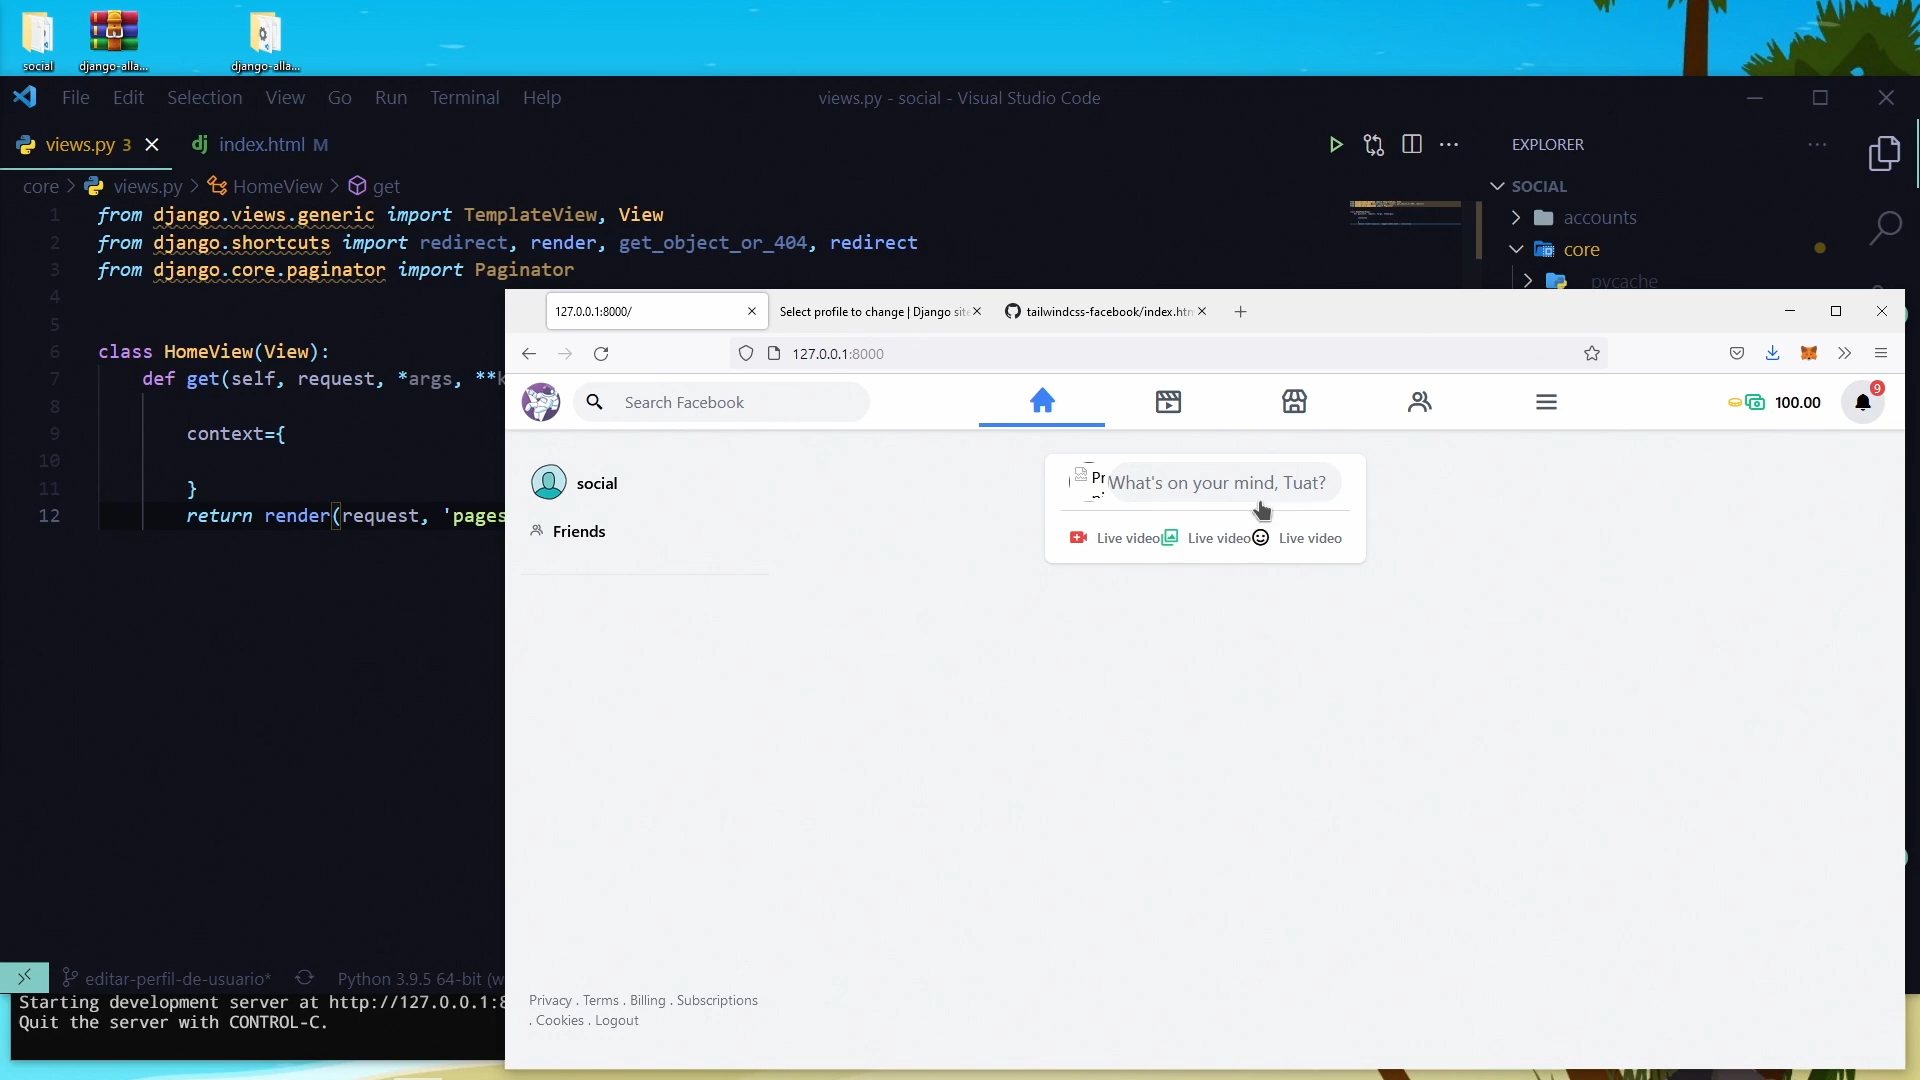 social
django-alla...
django-alla...
File Edit Selection View Go Run Terminal Help
views.py - social - Visual Studio Code
views.py 3
index.html M
EXPLORER
core > views.py > HomeView > get
SOCIAL
accounts
core
pycache
1 from django.views.generic import TemplateView, View
2 from django.shortcuts import redirect, render, get_object_or_404, redirect
3 from django.core.paginator import Paginator
4
5
6 class HomeView(View):
7 def get(self, request, *args, **k
8
9 context={
10
11 }
12 return render(request, 'pages
127.0.0.1:8000/
Select profile to change | Django site
tailwindcss-facebook/index.htn
127.0.0.1:8000
Search Facebook
100.00
9
social
Friends
Pr
What's on your mind, Tuat?
Live video
Live video
Live video
Privacy . Terms . Billing . Subscriptions
. Cookies . Logout
editar-perfil-de-usuario*
Python 3.9.5 64-bit (w
Starting development server at http://127.0.0.1:8
Quit the server with CONTROL-C.